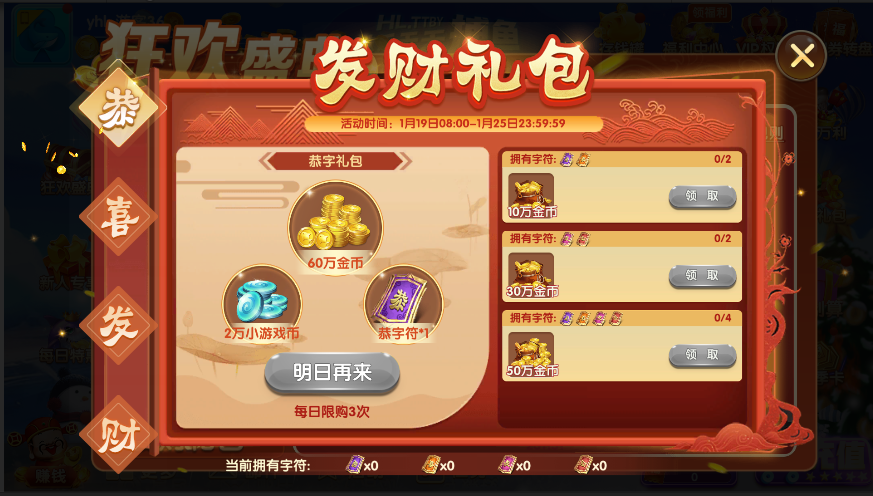 狂欢盛典
发财礼包
活动时间：1月19日08:00-1月25日23:59:59
恭
喜
发
财
恭字礼包
60万金币
2万小游戏币
恭
恭字符*1
明日再来
每日限购3次
拥有字符:
0/2
10万金币
领 取
拥有字符:
0/2
30万金币
领 取
拥有字符:
0/4
50万金币
领 取
当前拥有字符:
x0
x0
x0
x0